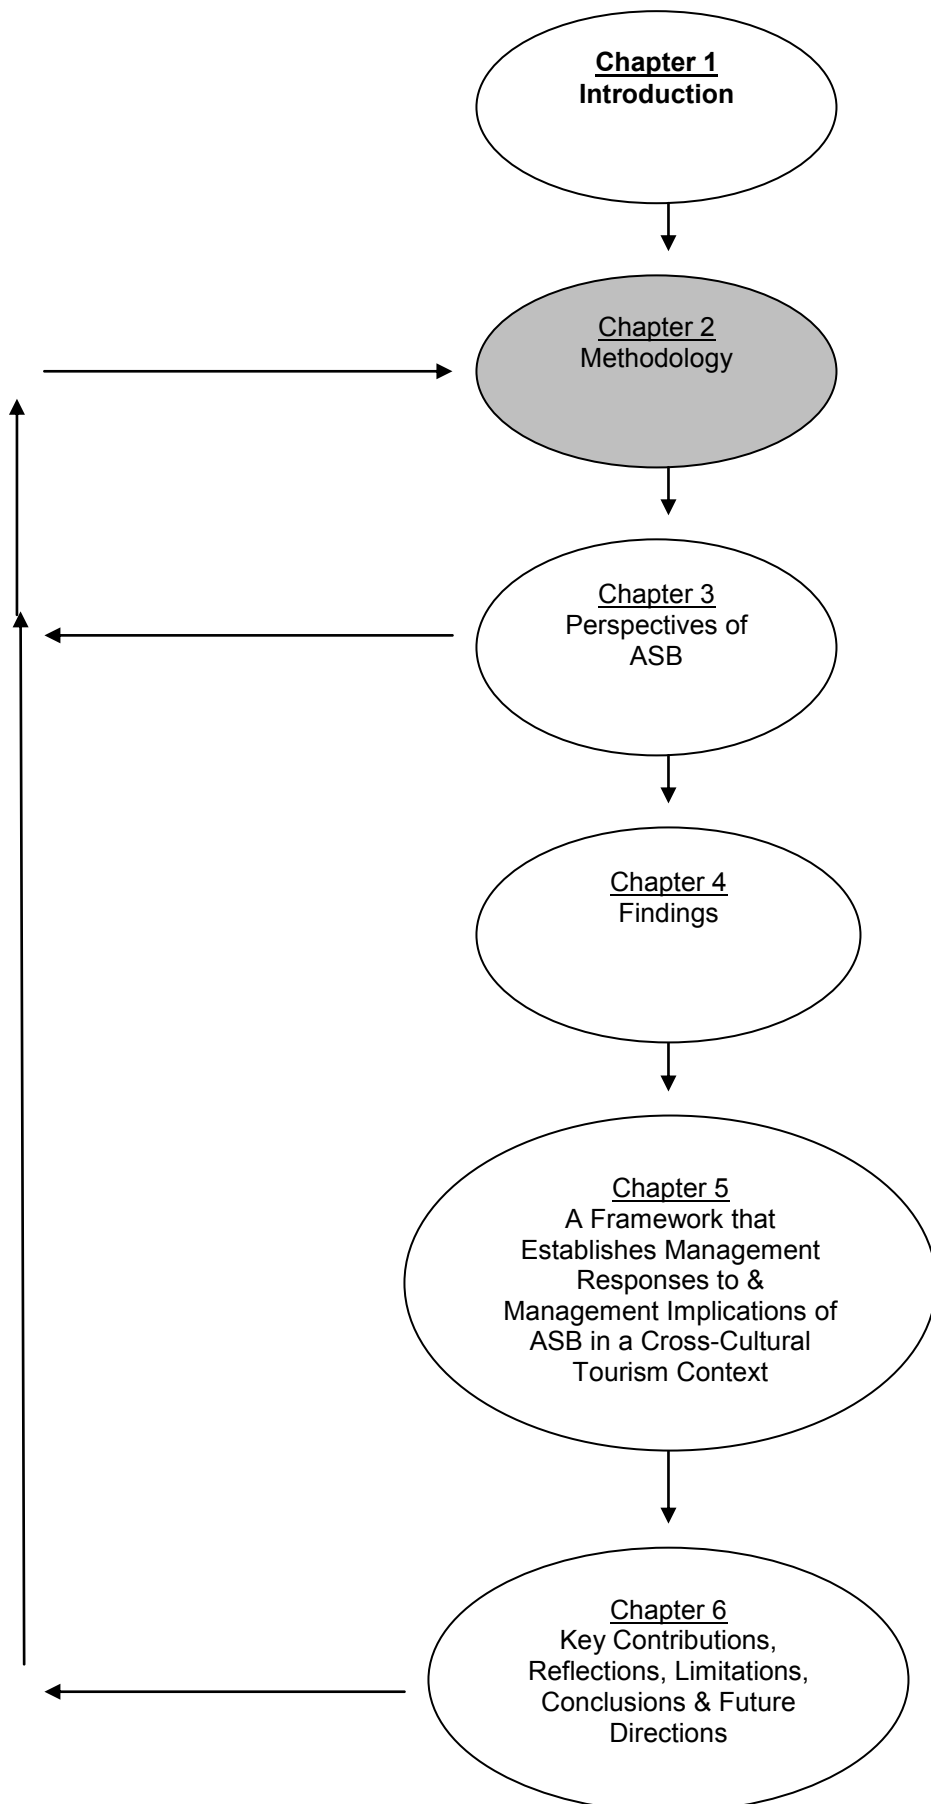 Chapter 1
Introduction
Chapter 2
Methodology
Chapter 3
Perspectives of
ASB
Chapter 4
Findings
Chapter 5
A Framework that
Establishes Management
Responses to &
Management Implications of
ASB in a Cross-Cultural
Tourism Context
Chapter 6
Key Contributions,
Reflections, Limitations,
Conclusions & Future
Directions